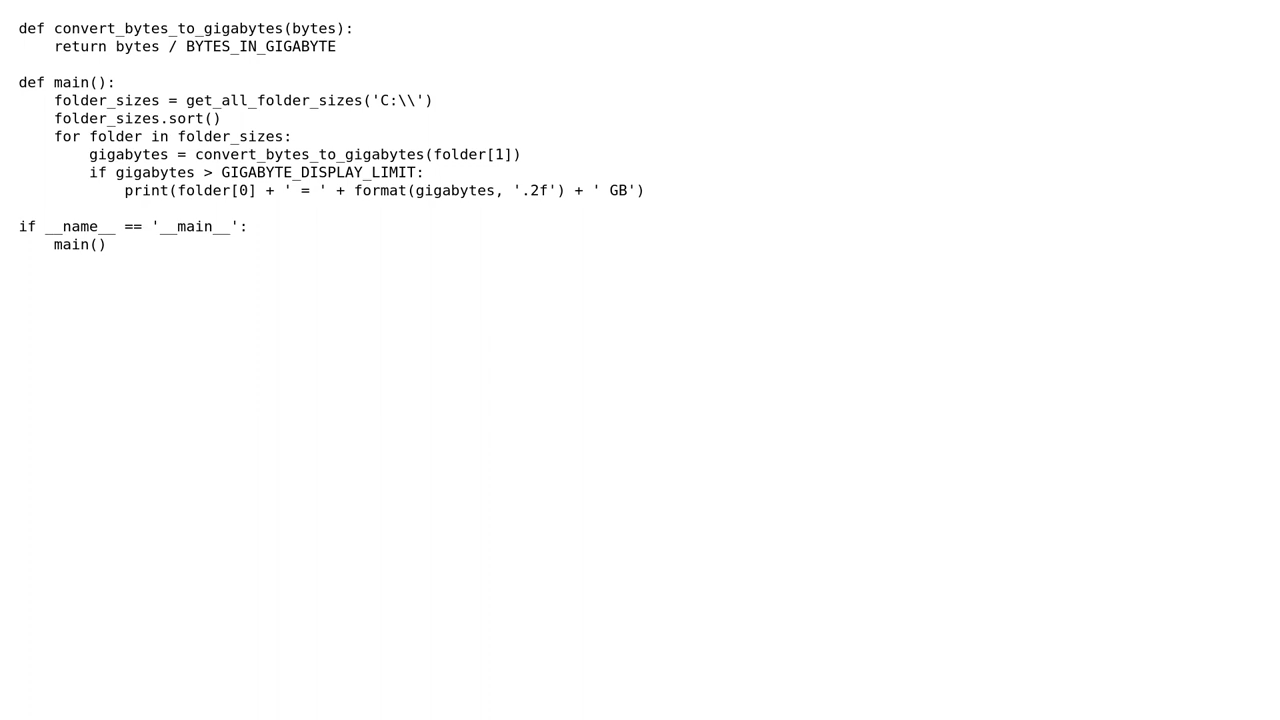 def convert_bytes_to_gigabytes(bytes):
    return bytes / BYTES_IN_GIGABYTE

def main():
    folder_sizes = get_all_folder_sizes('C:\\')
    folder_sizes.sort()
    for folder in folder_sizes:
        gigabytes = convert_bytes_to_gigabytes(folder[1])
        if gigabytes > GIGABYTE_DISPLAY_LIMIT:
            print(folder[0] + ' = ' + format(gigabytes, '.2f') + ' GB')

if __name__ == '__main__':
    main()